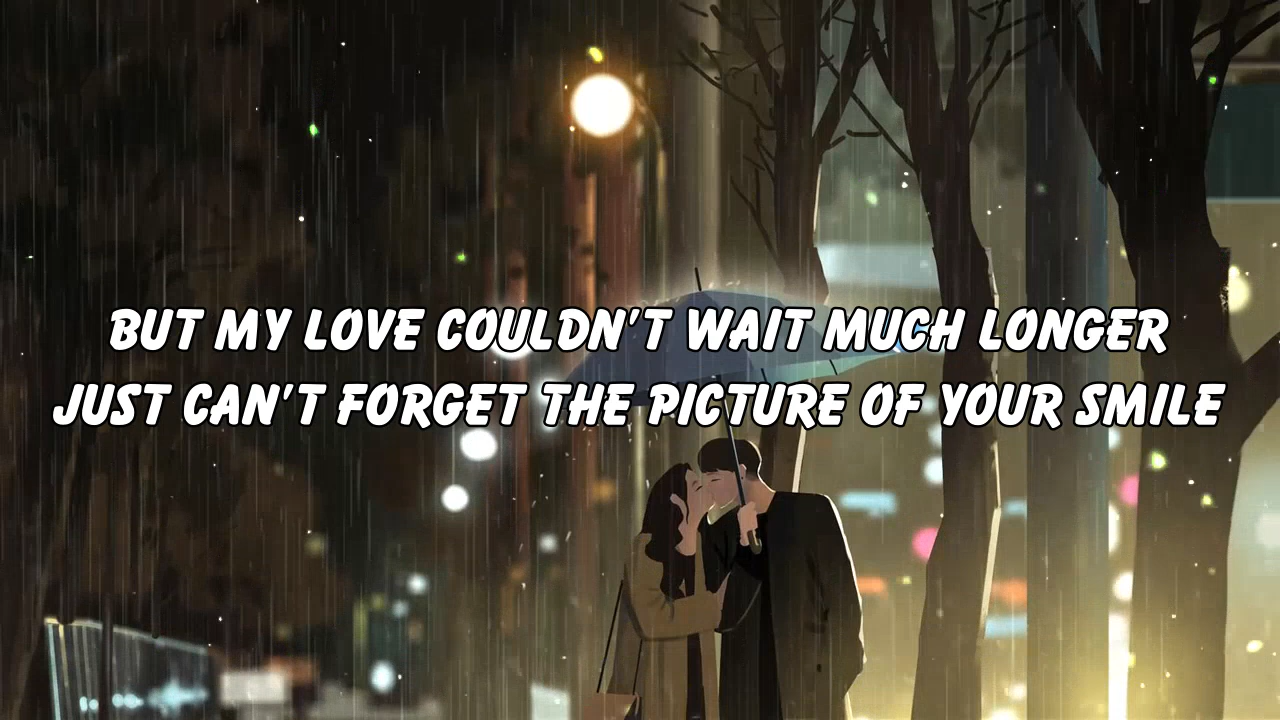 BUT MY LOVE COULDN'T WAIT MUCH LONGER
JUST CAN'T FORGET THE PICTURE OF YOUR SMILE